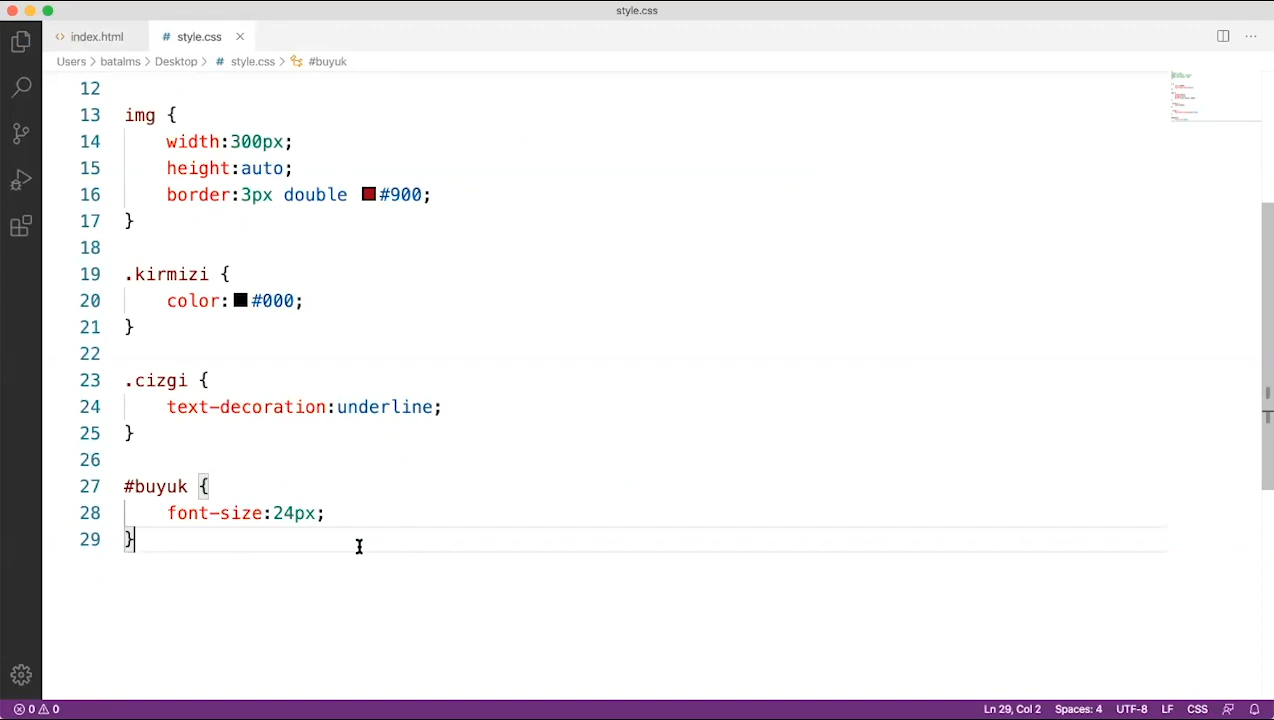 style.css
index.html
style.css
Users > batalms > Desktop > style.css > #buyuk
12
13 img {
14 width:300px;
15 height:auto;
16 border:3px double #900;
17 }
18
19 .kirmizi {
20 color: #000;
21 }
22
23 .cizgi {
24 text-decoration:underline;
25 }
26
27 #buyuk {
28 font-size:24px;
29 }
0 0 Ln 29, Col 2 Spaces: 4 UTF-8 LF CSS